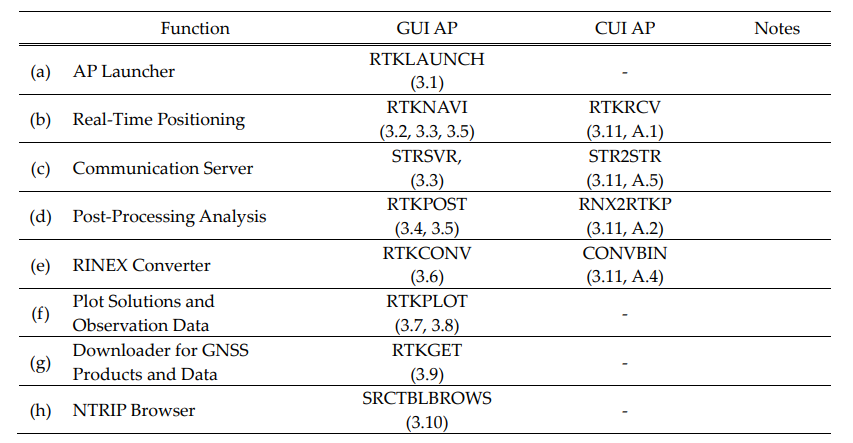 Function GUI AP CUI AP Notes
(a) AP Launcher RTKLAUNCH (3.1) -
(b) Real-Time Positioning RTKNAVI (3.2, 3.3, 3.5) RTKRCV (3.11, A.1)
(c) Communication Server STRSVR, (3.3) STR2STR (3.11, A.5)
(d) Post-Processing Analysis RTKPOST (3.4, 3.5) RNX2RTKP (3.11, A.2)
(e) RINEX Converter RTKCONV (3.6) CONVBIN (3.11, A.4)
(f) Plot Solutions and Observation Data RTKPLOT (3.7, 3.8) -
(g) Downloader for GNSS Products and Data RTKGET (3.9) -
(h) NTRIP Browser SRCTBLBROWS (3.10) -